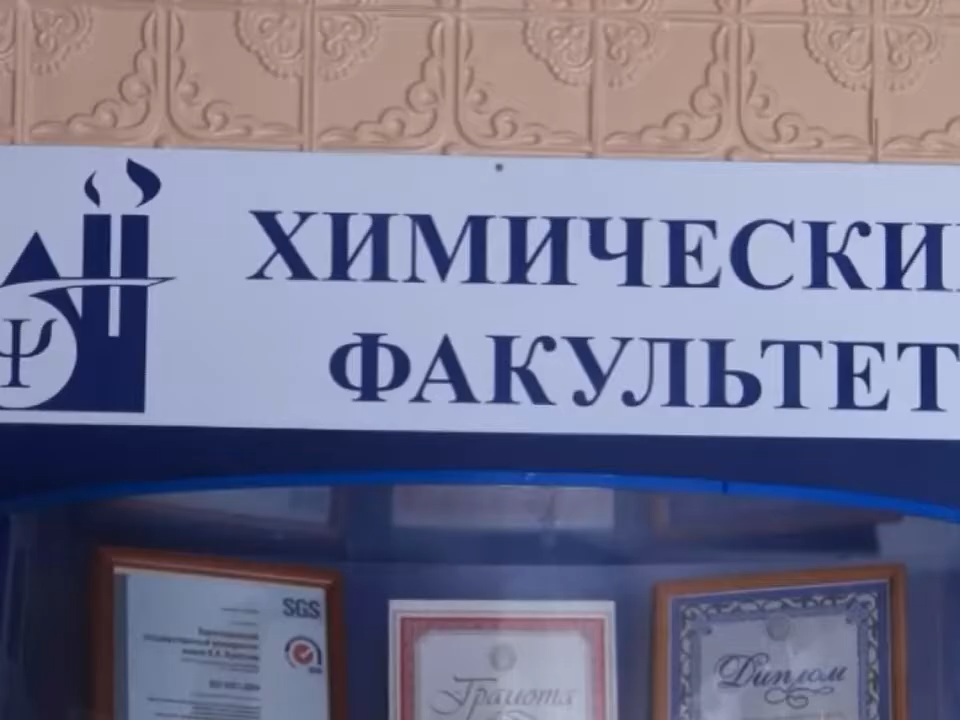 ХИМИЧЕСКИ
ФАКУЛЬТЕТ
Ψ
SGS
Грамота
Диплом